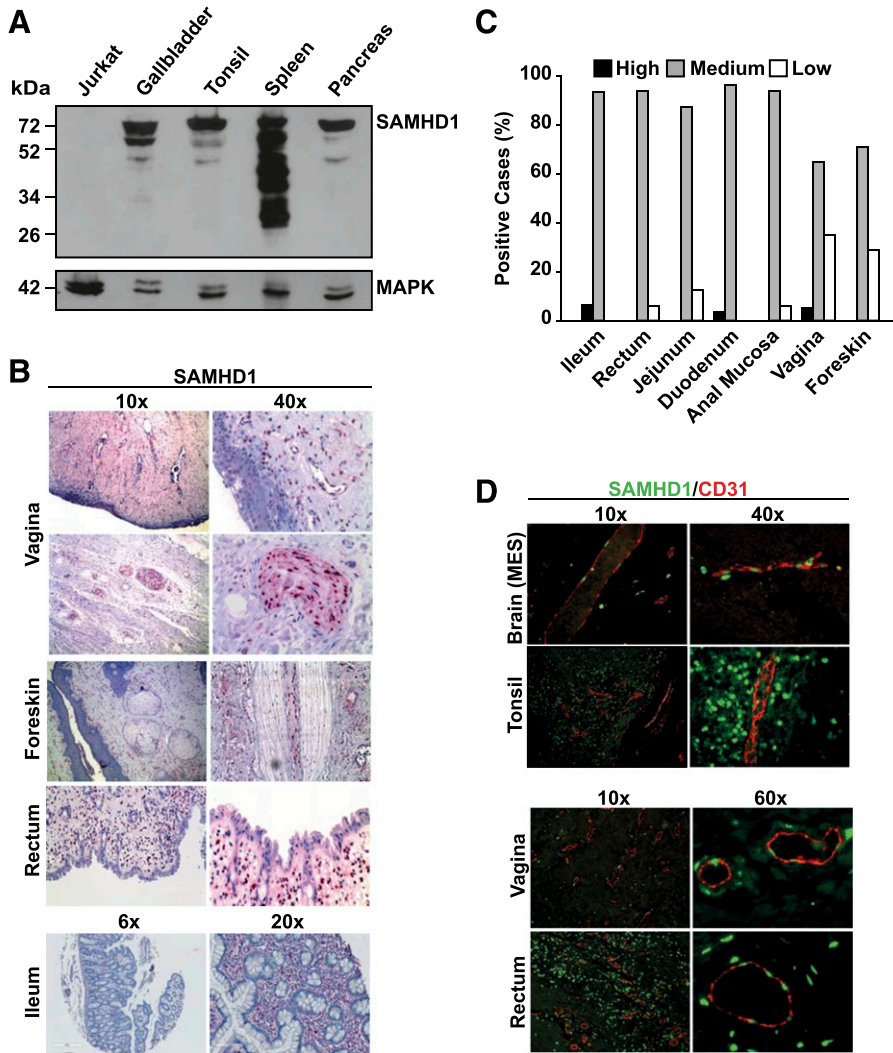 A
Jurkat
Gallbladder
Tonsil
Spleen
Pancreas
kDa
72
52
34
26
SAMHD1
42
MAPK
B
SAMHD1
10x 40x
Vagina
Foreskin
Rectum
6x 20x
Ileum
C
High Medium Low
Positive Cases (%)
100
80
60
40
20
0
Ileum
Rectum
Jejunum
Duodenum
Anal Mucosa
Vagina
Foreskin
D
SAMHD1/CD31
10x 40x
Brain (MES)
Tonsil
10x 60x
Vagina
Rectum